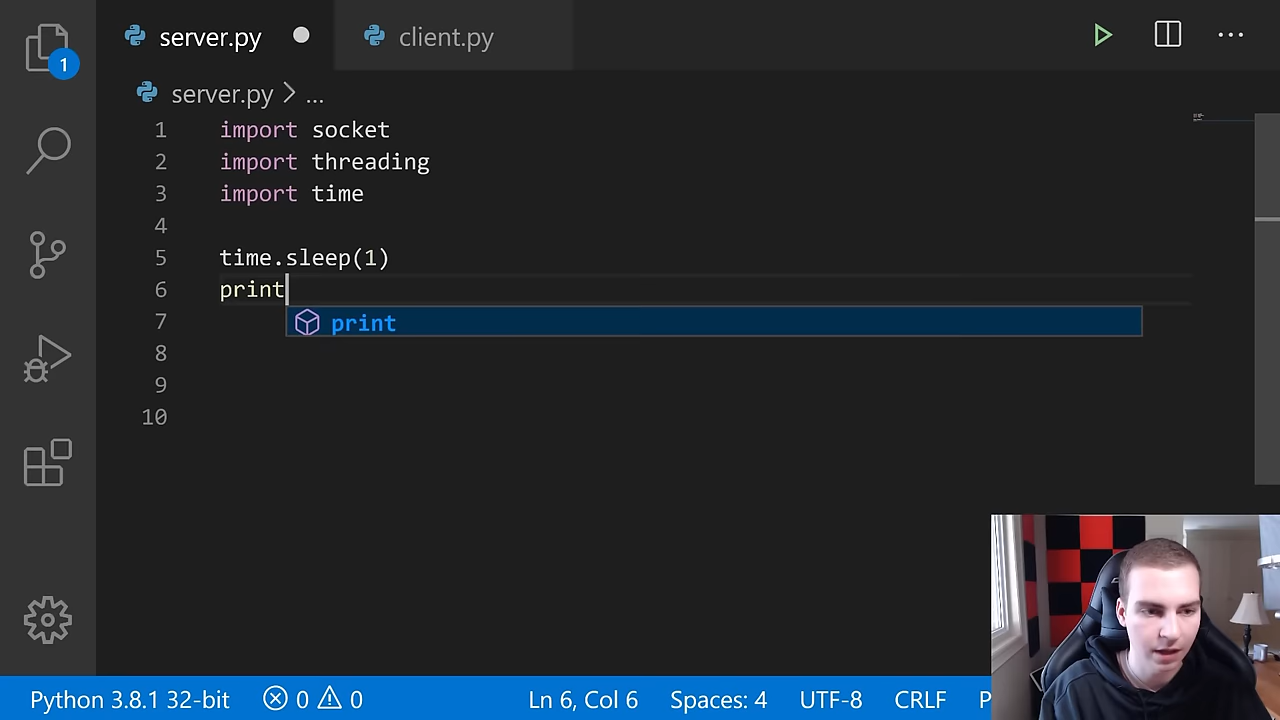 server.py
client.py
1
server.py > ...
1 import socket
2 import threading
3 import time
4
5 time.sleep(1)
6 print
7 print
8
9
10
Python 3.8.1 32-bit 0 0 Ln 6, Col 6 Spaces: 4 UTF-8 CRLF P